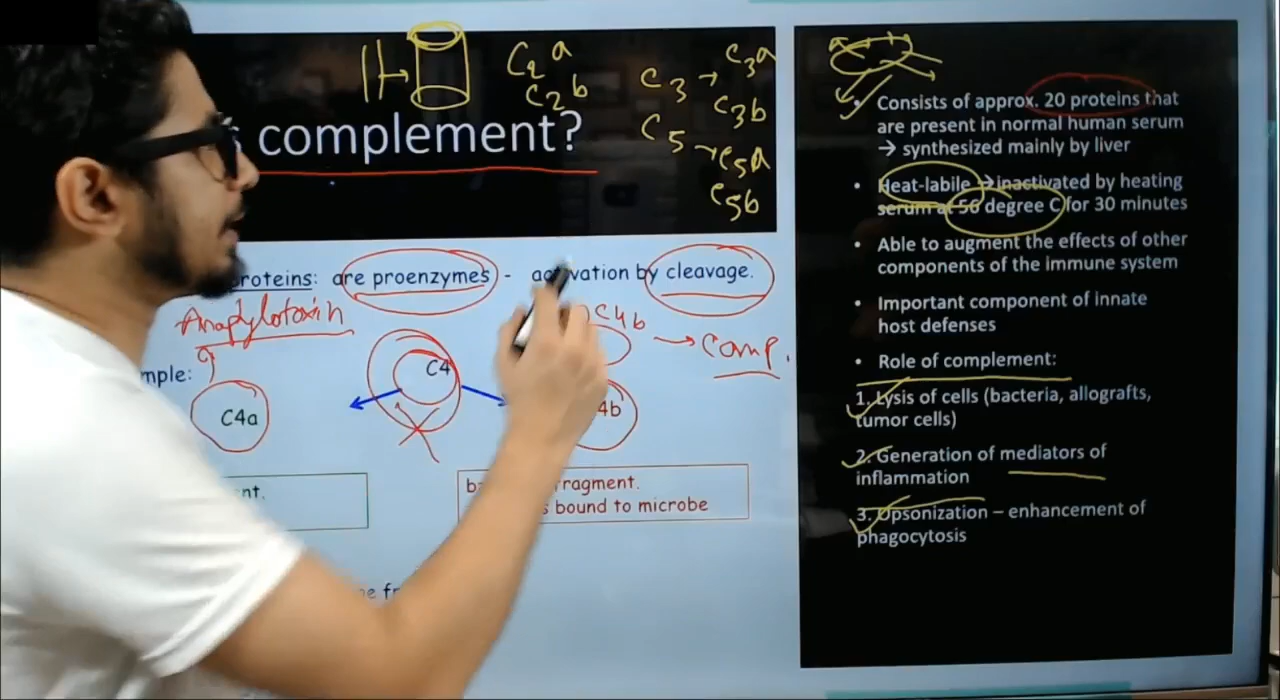 complement?
C2a
C2b
C3 → C3a
C3b
C5 → C5a
C5b
proteins: are proenzymes - activation by cleavage.
Anaphylotoxin
C4b → comp.
mple:
C4
C4a
4b
nt.
ragment.
bound to microbe
• Consists of approx. 20 proteins that
are present in normal human serum
→ synthesized mainly by liver
• Heat-labile → inactivated by heating
serum at 56 degree C for 30 minutes
• Able to augment the effects of other
components of the immune system
• Important component of innate
host defenses
• Role of complement:
1. Lysis of cells (bacteria, allografts,
tumor cells)
2. Generation of mediators of
inflammation
3. Opsonization – enhancement of
phagocytosis